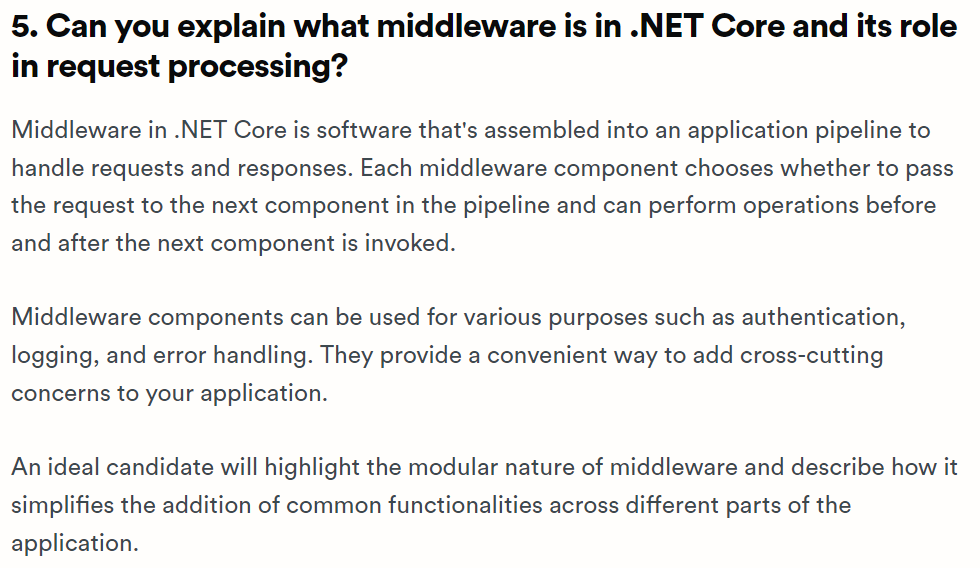 5. Can you explain what middleware is in .NET Core and its role
in request processing?
Middleware in .NET Core is software that's assembled into an application pipeline to
handle requests and responses. Each middleware component chooses whether to pass
the request to the next component in the pipeline and can perform operations before
and after the next component is invoked.
Middleware components can be used for various purposes such as authentication,
logging, and error handling. They provide a convenient way to add cross-cutting
concerns to your application.
An ideal candidate will highlight the modular nature of middleware and describe how it
simplifies the addition of common functionalities across different parts of the
application.